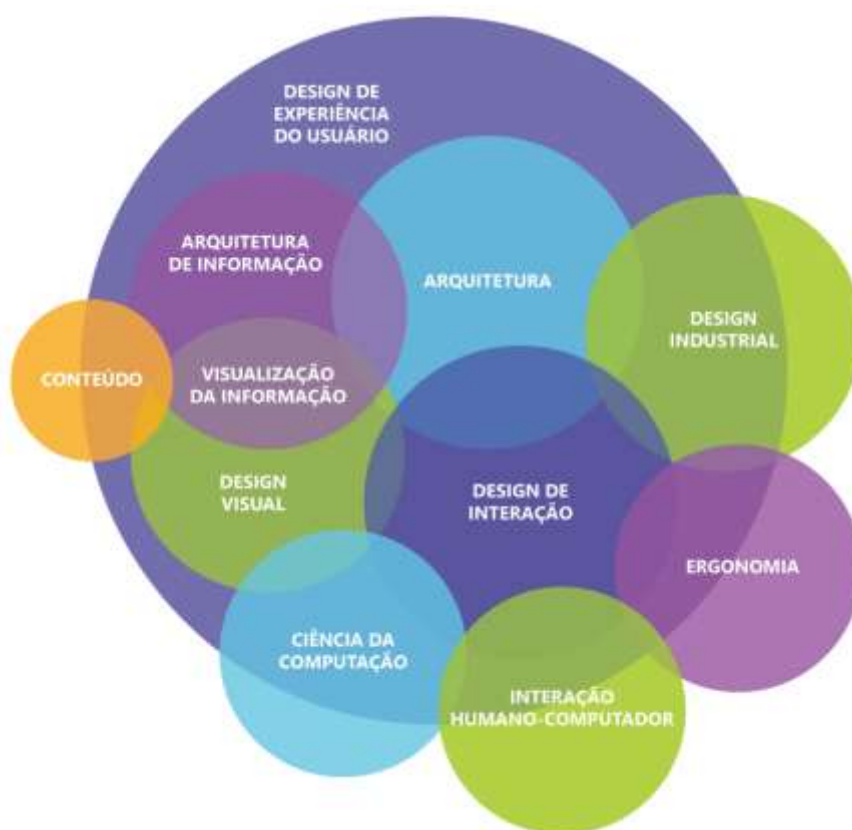 DESIGN DE
EXPERIÊNCIA
DO USUÁRIO
ARQUITETURA
DE INFORMAÇÃO
ARQUITETURA
DESIGN
INDUSTRIAL
CONTEÚDO
VISUALIZAÇÃO
DA INFORMAÇÃO
DESIGN
VISUAL
DESIGN DE
INTERAÇÃO
ERGONOMIA
CIÊNCIA DA
COMPUTAÇÃO
INTERAÇÃO
HUMANO-COMPUTADOR